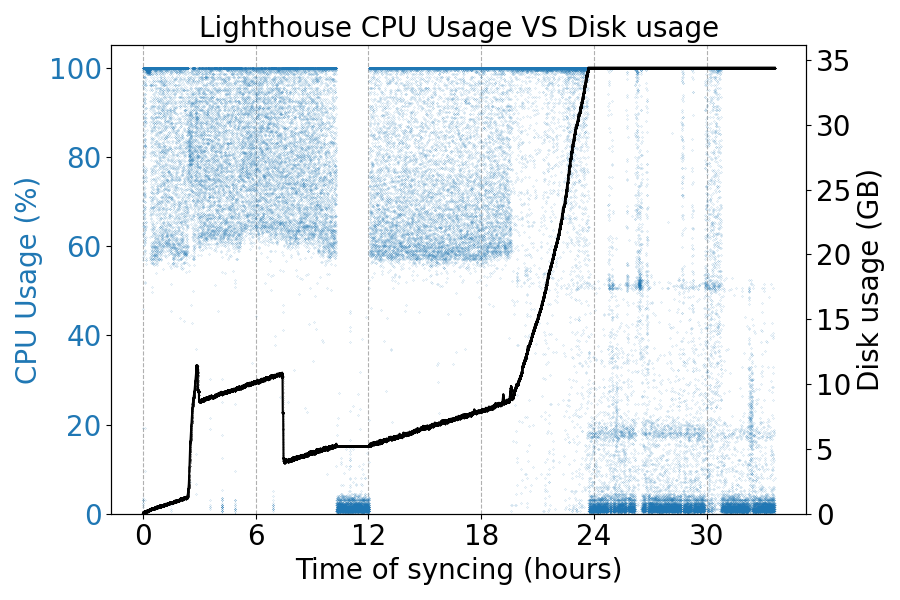 Lighthouse CPU Usage VS Disk usage
CPU Usage (%)
100
80
60
40
20
0
Disk usage (GB)
35
30
25
20
15
10
5
0
0 6 12 18 24 30
Time of syncing (hours)